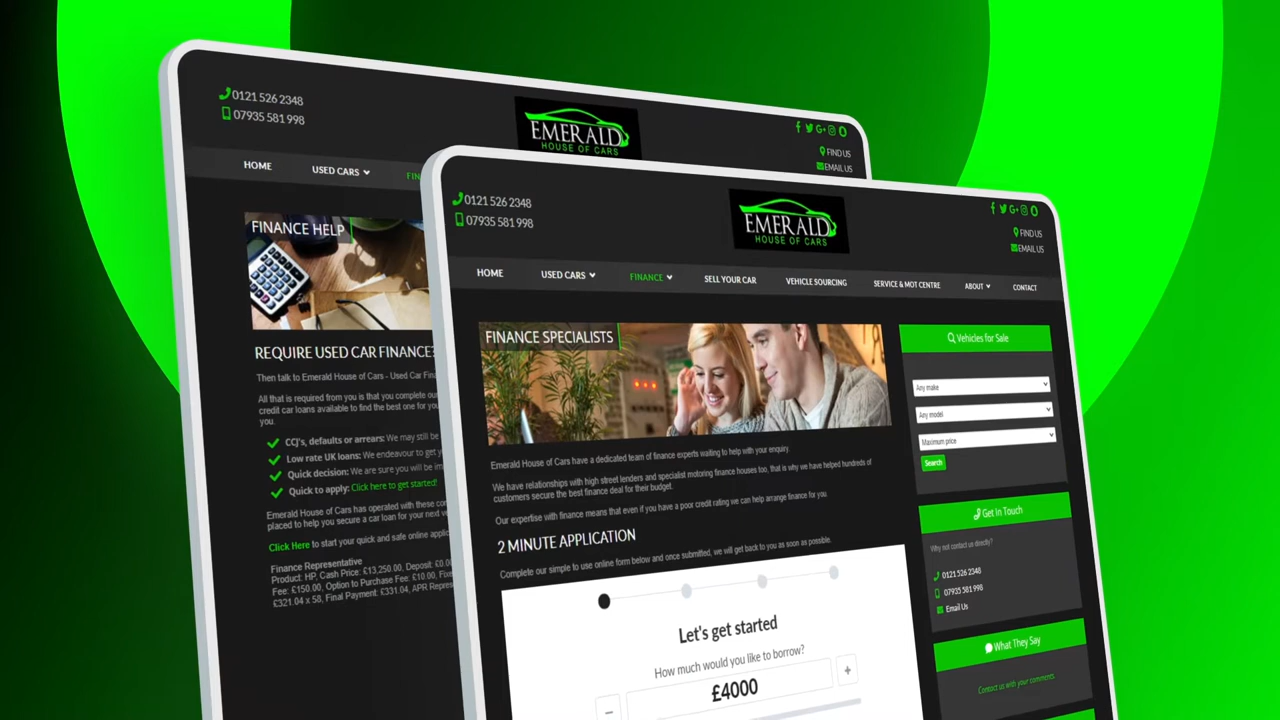 0121 526 2348
07935 581 998
EMERALD
HOUSE OF CARS
FIND US
EMAIL US
HOME
USED CARS
FINANCE HELP
REQUIRE USED CAR FINANCE?
Then talk to Emerald House of Cars - Used Car
All that is required from you is that you complete
credit car loans available to find the best one for you
you.
CCJ's, defaults or arrears: We may still be
Low rate UK loans: We endeavour to get
Quick decision: We are sure you will be
Quick to apply: Click here to get started!
Emerald House of Cars has operated with these
placed to help you secure a car loan for your next
Click Here to start your quick and safe online
Finance Representative
Product: HP, Cash Price: £13,250.00, Deposit:
Fee: £150.00, Option to Purchase Fee: £10.00,
£321.04 x 58, Final Payment: £331.04, APR
0121 526 2348
07935 581 998
EMERALD
HOUSE OF CARS
FIND US
EMAIL US
HOME USED CARS FINANCE SELL YOUR CAR VEHICLE SOURCING SERVICE & MOT CENTRE ABOUT CONTACT
FINANCE SPECIALISTS
Emerald House of Cars have a dedicated team of finance experts waiting to help with your enquiry.
We have relationships with high street lenders and specialist motoring finance houses too, that is why we have helped hundreds of
customers secure the best finance deal for their budget.
Our expertise with finance means that even if you have a poor credit rating we can help arrange finance for you.
2 MINUTE APPLICATION
Complete our simple to use online form below and once submitted, we will get back to you as soon as possible.
Let's get started
How much would you like to borrow?
− £4000 +
Vehicles for Sale
Any make
Any model
Maximum price
Search
Get In Touch
Why not contact us directly?
0121 526 2348
07935 581 998
Email Us
What They Say
Contact us with your comments